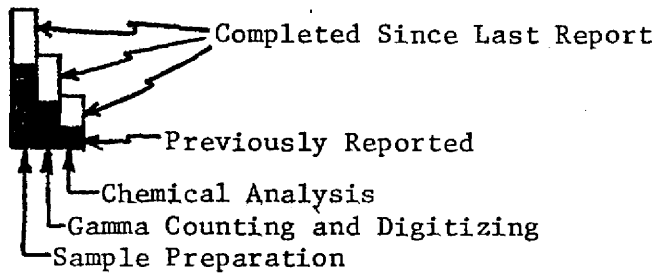 Completed Since Last Report
Previously Reported
Chemical Analysis
Gamma Counting and Digitizing
Sample Preparation